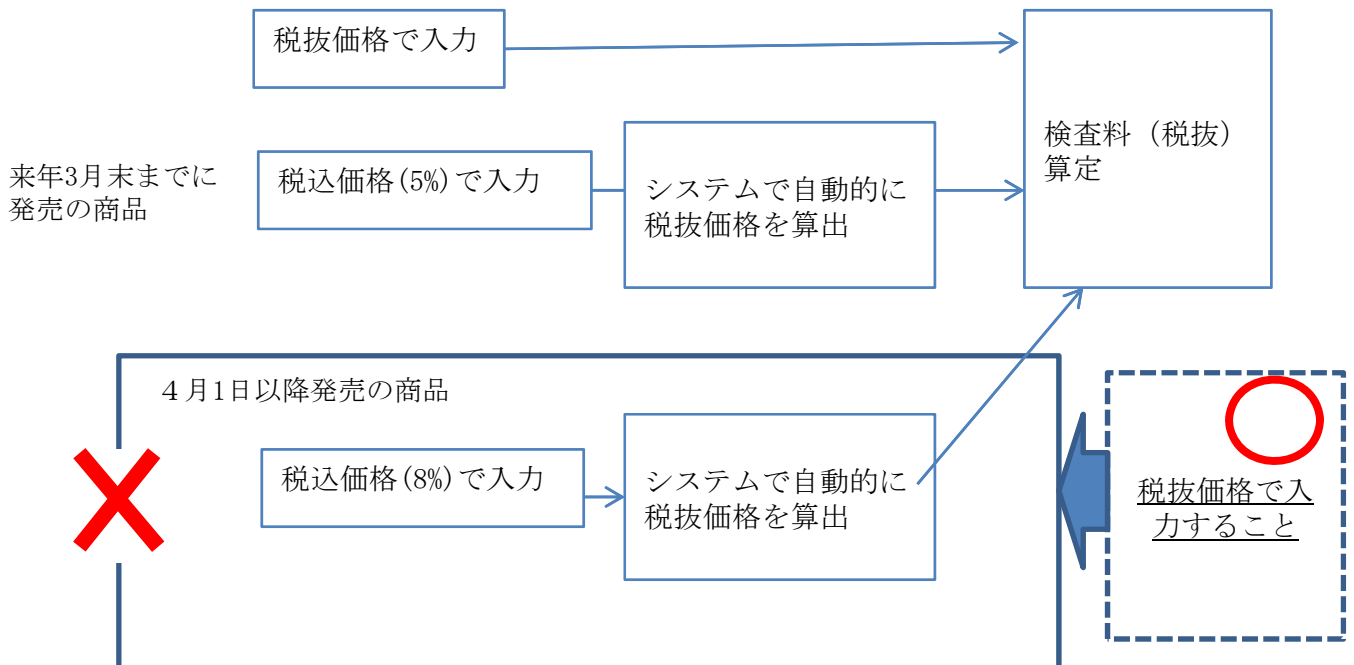 税抜価格で入力
来年3月末までに
発売の商品
税込価格(5%)で入力
システムで自動的に
税抜価格を算出
検査料（税抜）
算定
４月1日以降発売の商品
税込価格(8%)で入力
システムで自動的に
税抜価格を算出
税抜価格で入
力すること